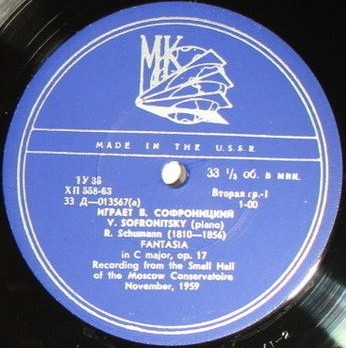 МК
MADE IN THE U.S.S.R.
ТУ 35
ХП 558-63
33 Д—013567(а)
33 ⅓ об. в мин.
Вторая гр.-1
1-00
ИГРАЕТ В. СОФРОНИЦКИЙ
V. SOFRONITSKY (piano)
R. Schumann (1810—1856)
FANTASIA
in C major, op. 17
Recording from the Small Hall
of the Moscow Conservatoire
November, 1959